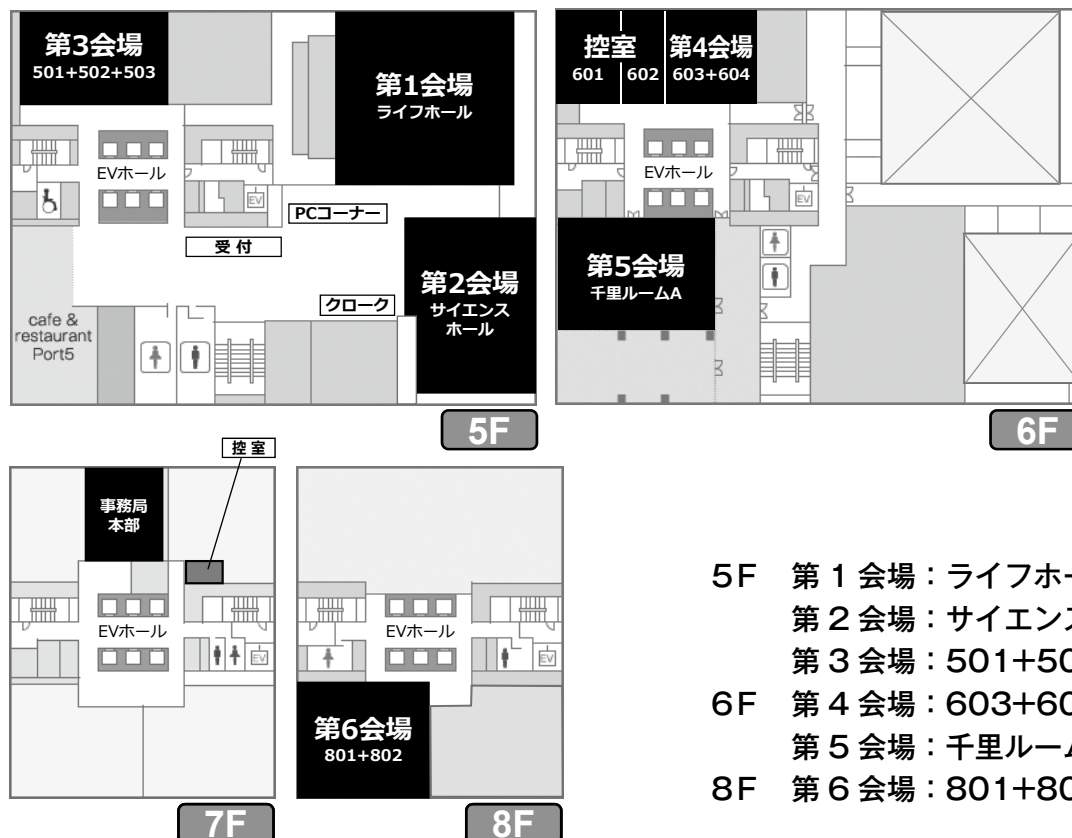 第3会場
501+502+503
第1会場
ライフホール
EVホール
EV
PCコーナー
受付
第2会場
サイエンス
ホール
クローク
cafe &
restaurant
Port5
5F
控室
601
602
第4会場
603+604
EVホール
EV
第5会場
千里ルームA
6F
控室
事務局
本部
EVホール
EV
7F
EVホール
EV
第6会場
801+802
8F
5F 第1会場：ライフホー
第2会場：サイエンス
第3会場：501+50
6F 第4会場：603+60
第5会場：千里ルーム
8F 第6会場：801+80